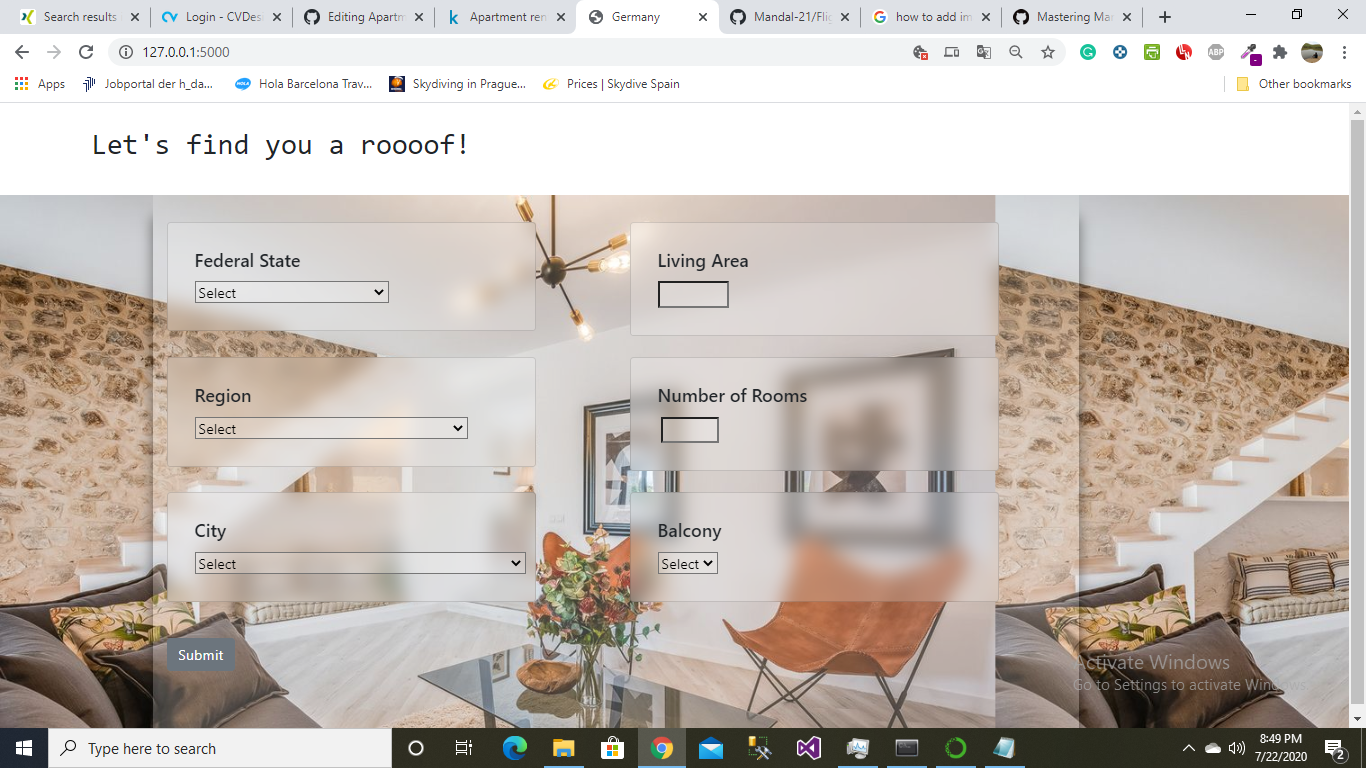 Search results
Login - CVDes
Editing Apartm
Apartment ren
Germany
Mandal-21/Flig
how to add im
Mastering Mar
127.0.0.1:5000
ABP
Apps
Jobportal der h_da...
Hola Barcelona Trav...
Skydiving in Prague...
Prices | Skydive Spain
Other bookmarks
Let's find you a roooof!
Federal State
Select
Living Area
Region
Select
Number of Rooms
City
Select
Balcony
Select
Submit
Activate Windows
Go to Settings to activate Windows.
Type here to search
8:49 PM
7/22/2020
2